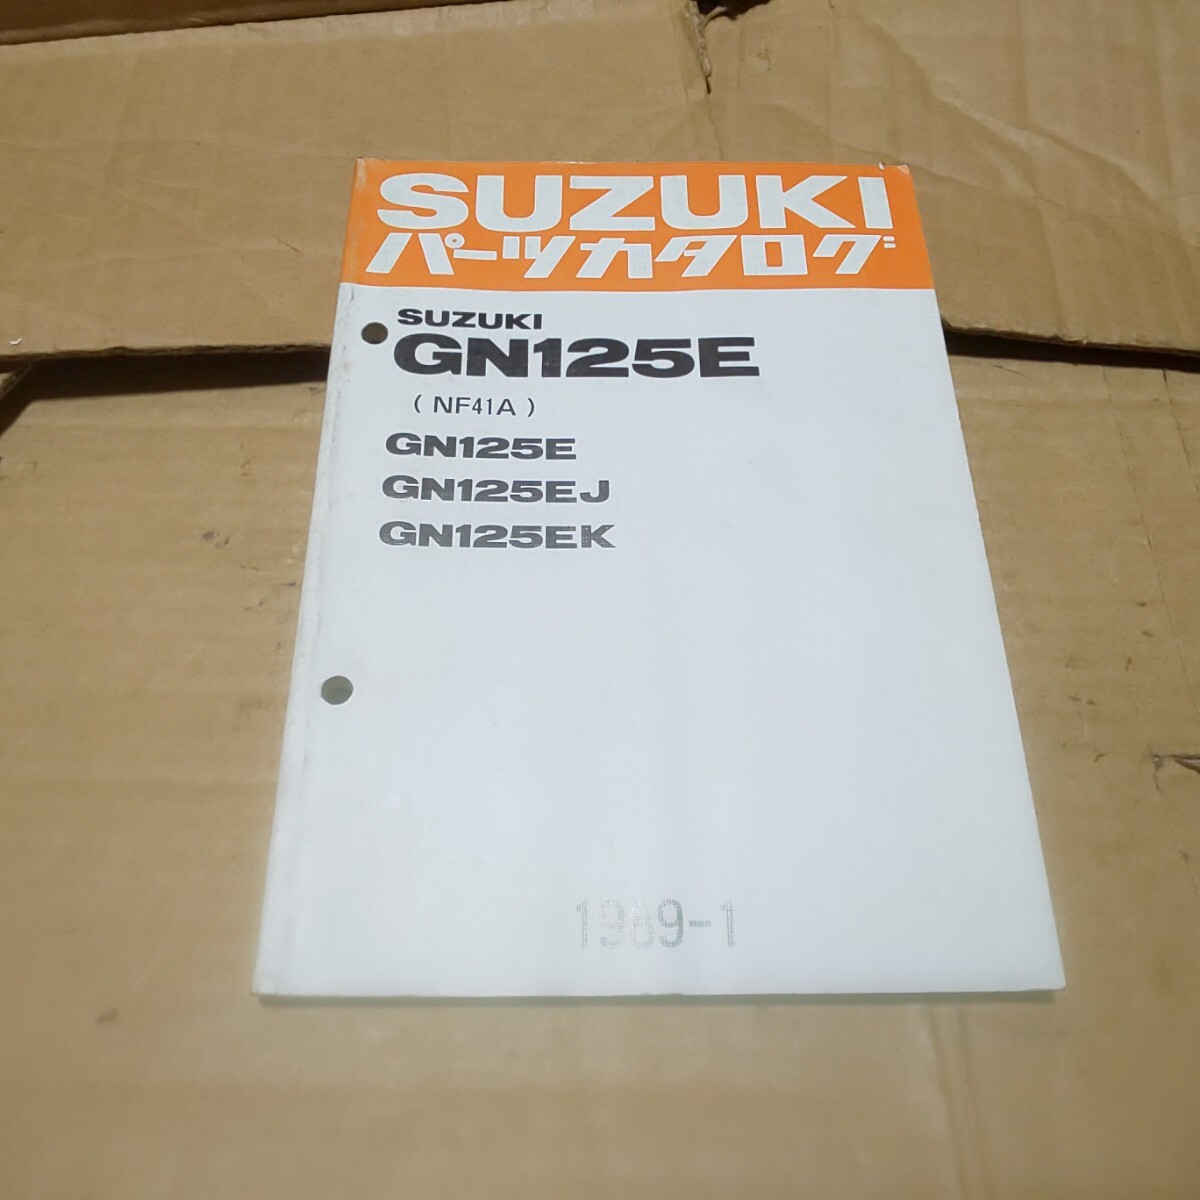 SUZUKI
パーツカタログ
SUZUKI
GN125E
( NF41A )
GN125E
GN125EJ
GN125EK
1989-1